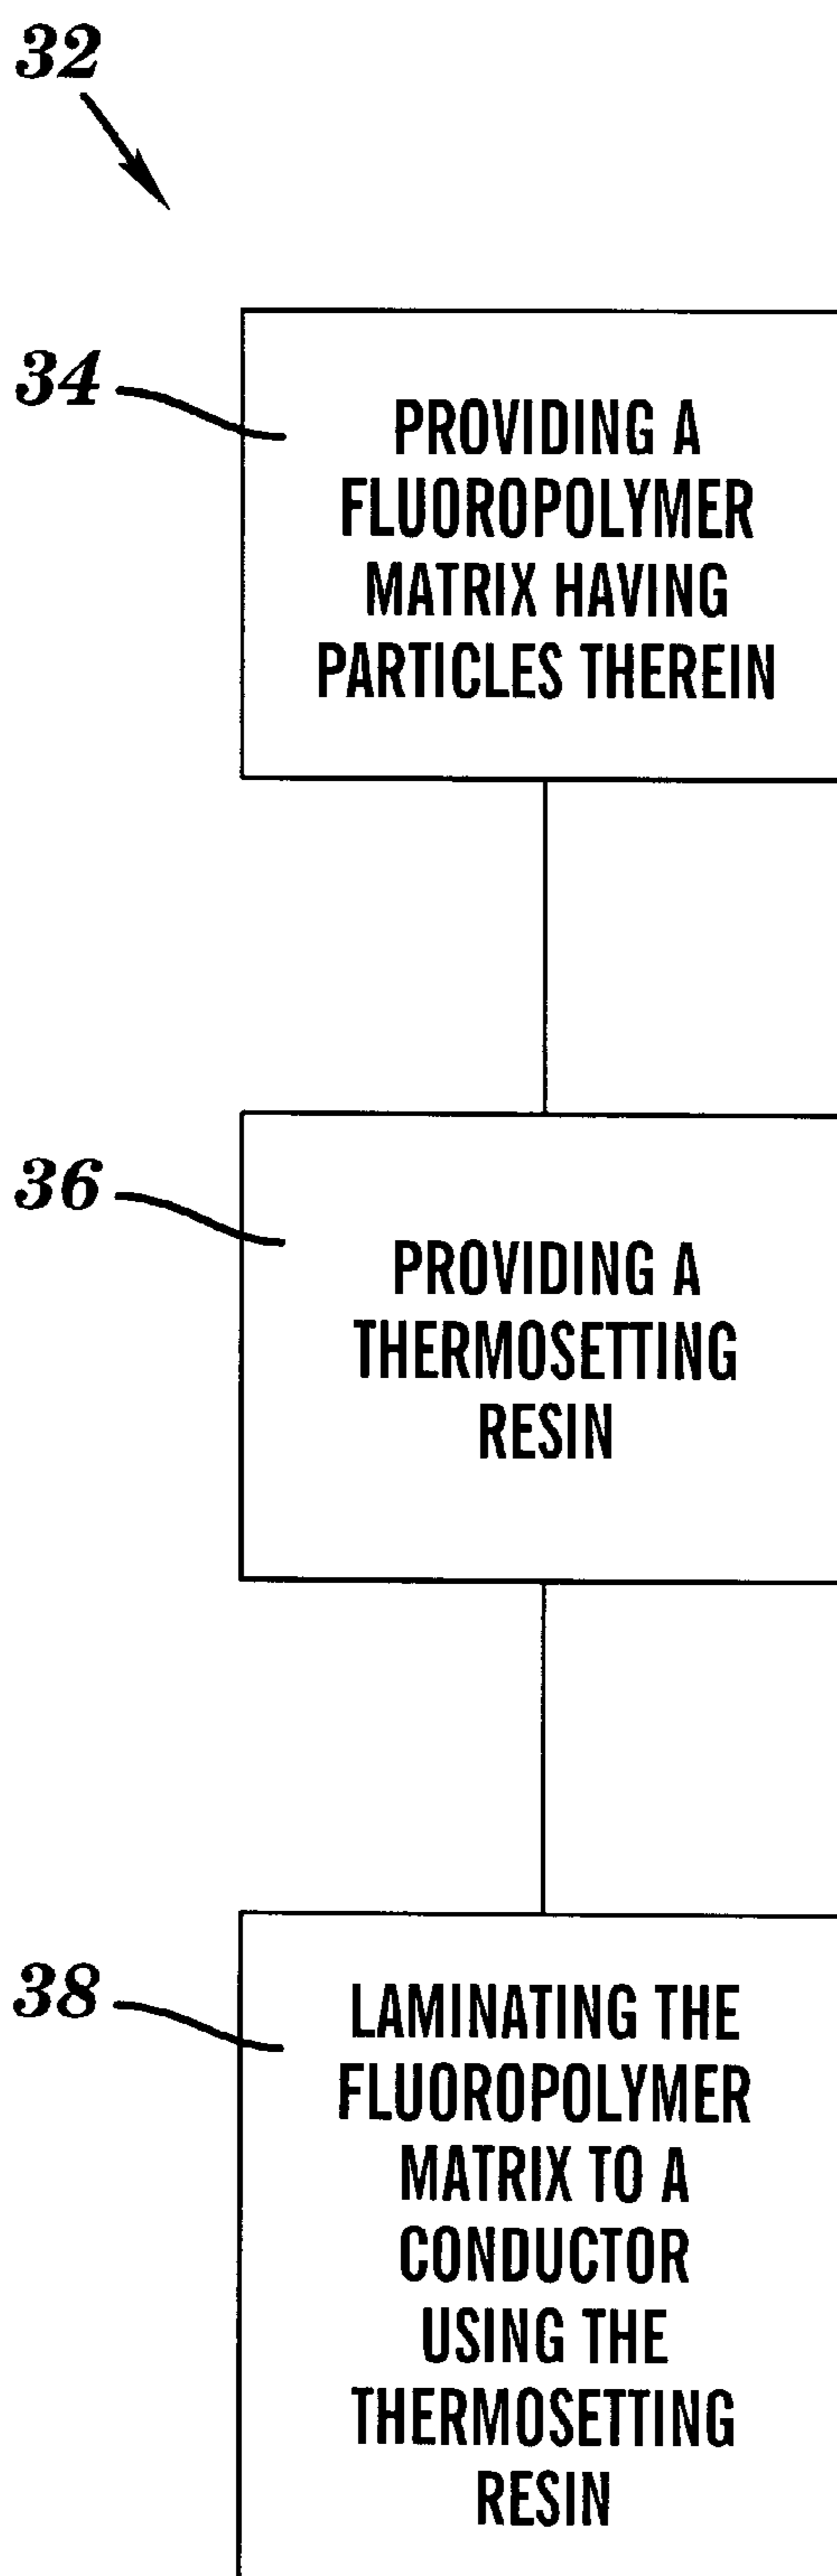 32
34
PROVIDING A
FLUOROPOLYMER
MATRIX HAVING
PARTICLES THEREIN
36
PROVIDING A
THERMOSETTING
RESIN
38
LAMINATING THE
FLUOROPOLYMER
MATRIX TO A
CONDUCTOR
USING THE
THERMOSETTING
RESIN